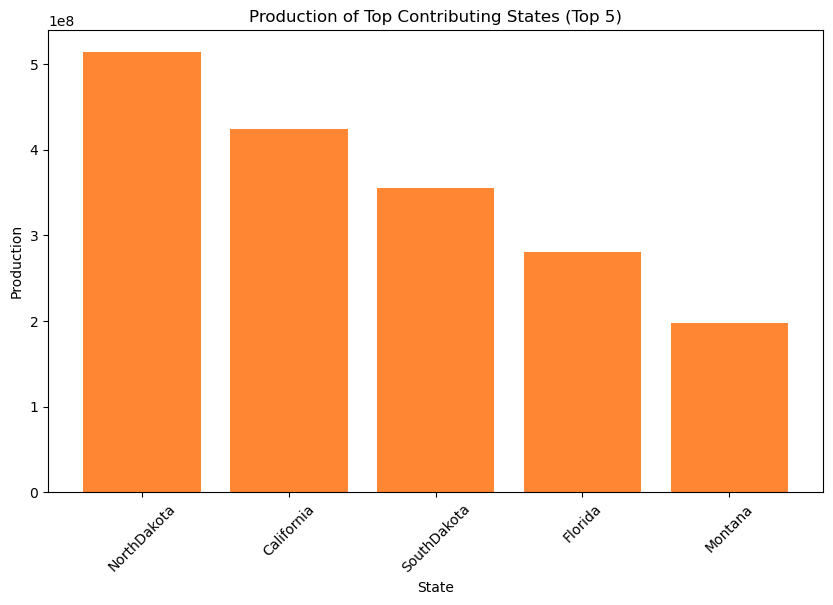 Production of Top Contributing States (Top 5)
1e8
5
4
3
2
1
0
Production
NorthDakota
California
SouthDakota
Florida
Montana
State